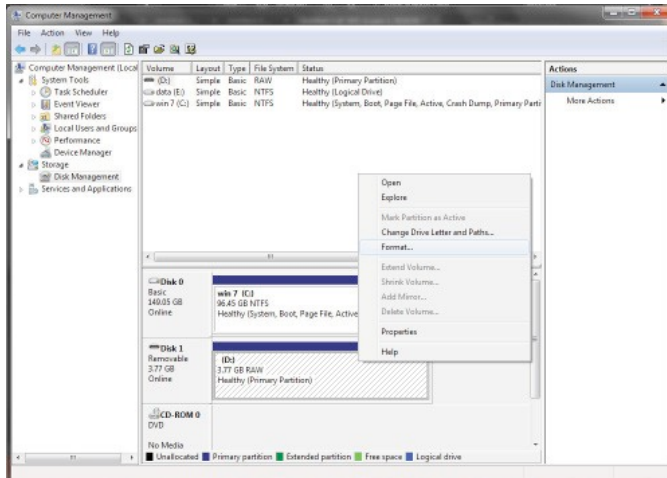 Computer Management
File Action View Help
Computer Management (Local
System Tools
Task Scheduler
Event Viewer
Shared Folders
Local Users and Groups
Performance
Device Manager
Storage
Disk Management
Services and Applications
Volume Layout Type File System Status
(D:) Simple Basic RAW Healthy (Primary Partition)
data (E:) Simple Basic NTFS Healthy (Logical Drive)
win 7 (C:) Simple Basic NTFS Healthy (System, Boot, Page File, Active, Crash Dump, Primary Parti
Actions
Disk Management
More Actions
Open
Explore
Mark Partition as Active
Change Drive Letter and Paths...
Format...
Extend Volume...
Shrink Volume...
Add Mirror...
Delete Volume...
Properties
Help
Disk 0
Basic
149.05 GB
Online
win 7 (C:)
96.45 GB NTFS
Healthy (System, Boot, Page File, Active
Disk 1
Removable
3.77 GB
Online
(D:)
3.77 GB RAW
Healthy (Primary Partition)
CD-ROM 0
DVD
No Media
Unallocated Primary partition Extended partition Free space Logical drive